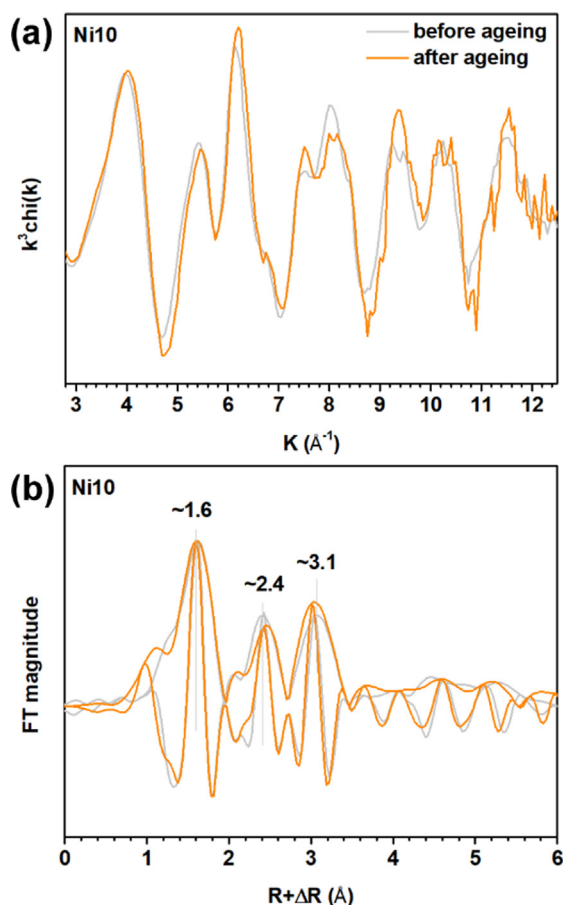 (a)
Ni10
before ageing
after ageing
k³chi(k)
3 4 5 6 7 8 9 10 11 12
K (Å⁻¹)
(b)
Ni10
~1.6
~2.4
~3.1
FT magnitude
0 1 2 3 4 5 6
R+ΔR (Å)